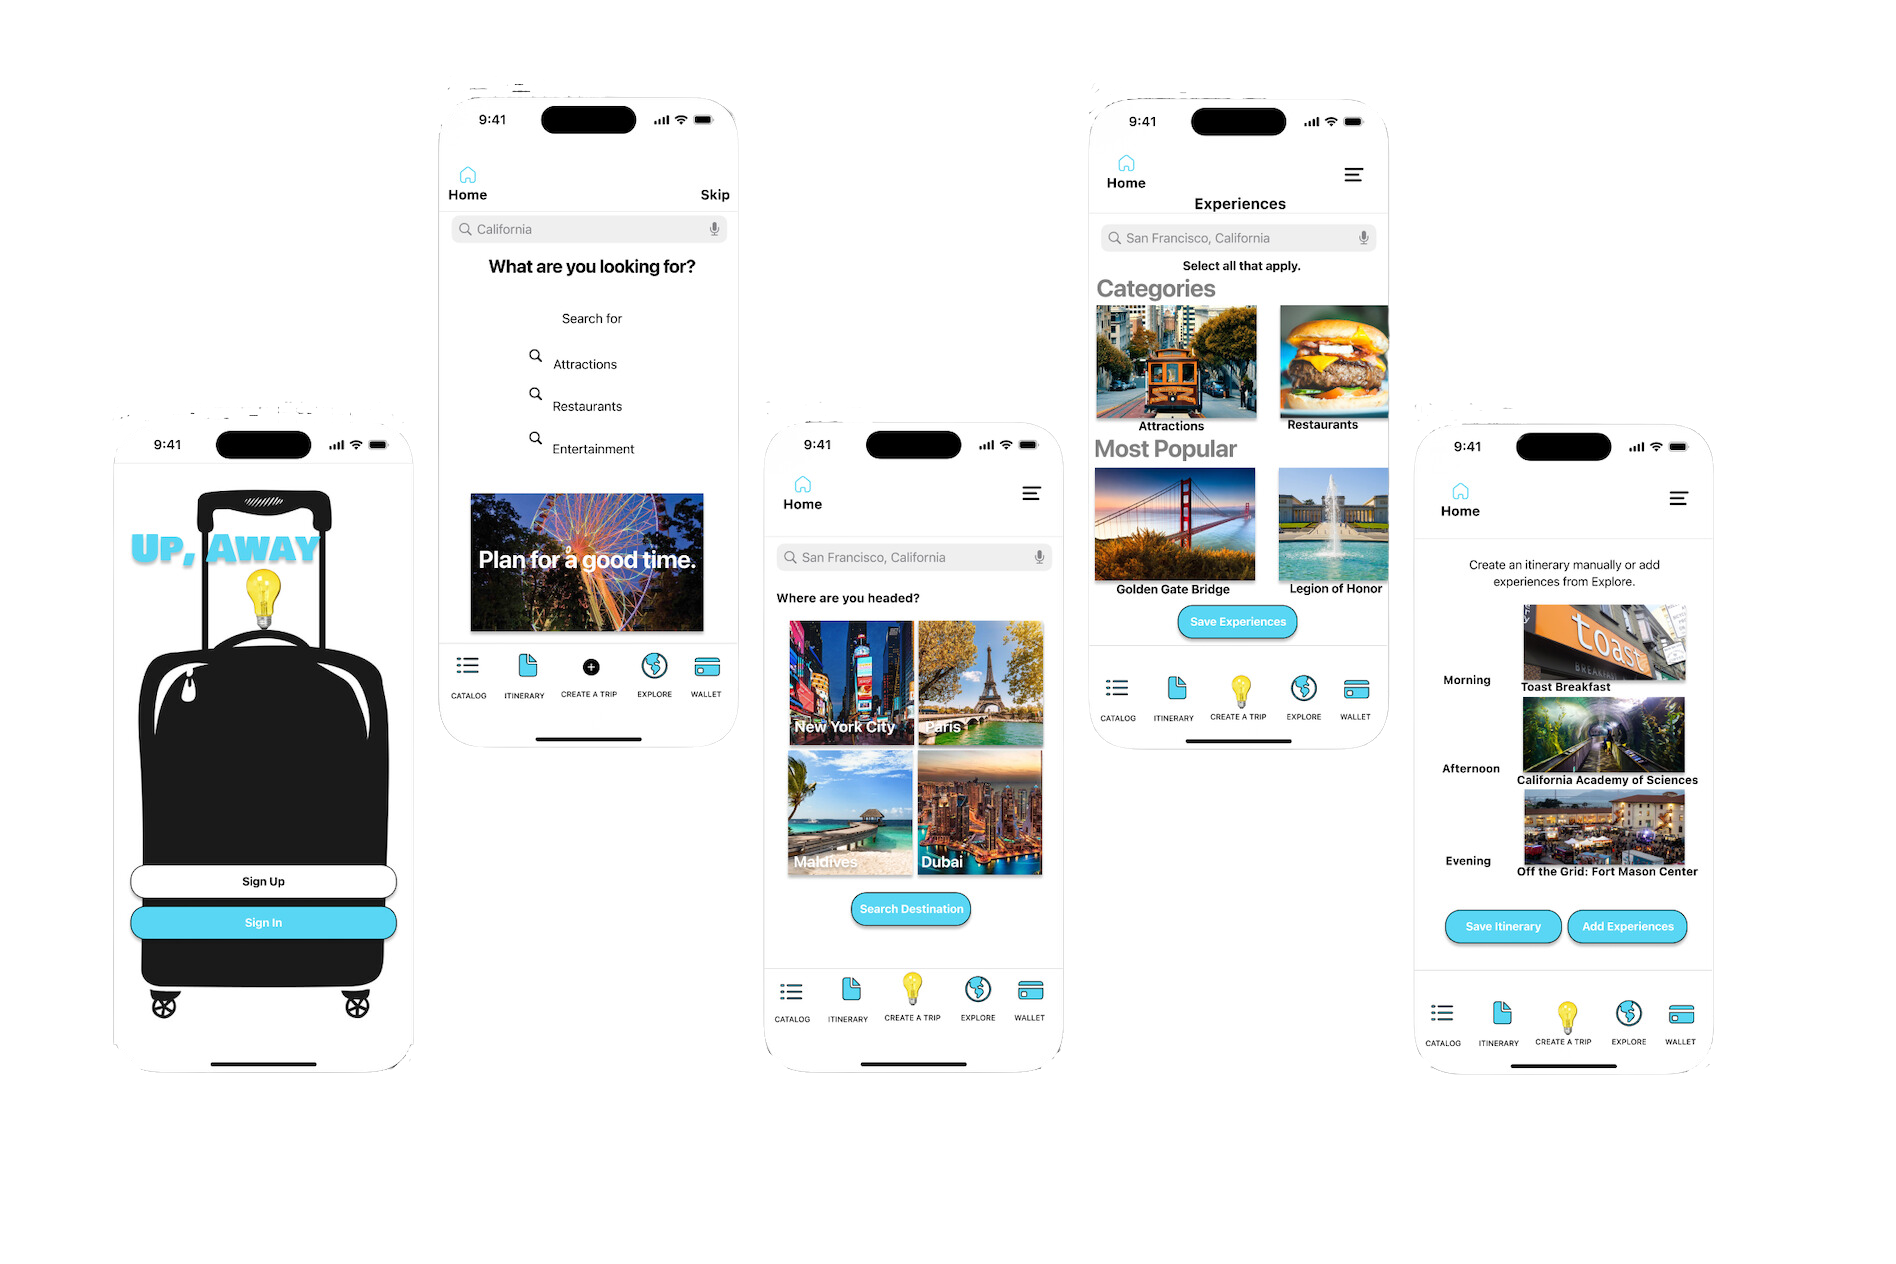 9:41
UP, AWAY
Sign Up
Sign In
9:41
Home
Skip
California
What are you looking for?
Search for
Attractions
Restaurants
Entertainment
Plan for a good time.
CATALOG
ITINERARY
CREATE A TRIP
EXPLORE
WALLET
9:41
Home
San Francisco, California
Where are you headed?
New York City
Paris
Maldives
Dubai
Search Destination
CATALOG
ITINERARY
CREATE A TRIP
EXPLORE
WALLET
9:41
Home
Experiences
San Francisco, California
Select all that apply.
Categories
Attractions
Restaurants
Most Popular
Golden Gate Bridge
Legion of Honor
Save Experiences
CATALOG
ITINERARY
CREATE A TRIP
EXPLORE
WALLET
9:41
Home
Create an itinerary manually or add
experiences from Explore.
toast
BREAKFAST
Morning
Toast Breakfast
Afternoon
California Academy of Sciences
Evening
Off the Grid: Fort Mason Center
Save Itinerary
Add Experiences
CATALOG
ITINERARY
CREATE A TRIP
EXPLORE
WALLET